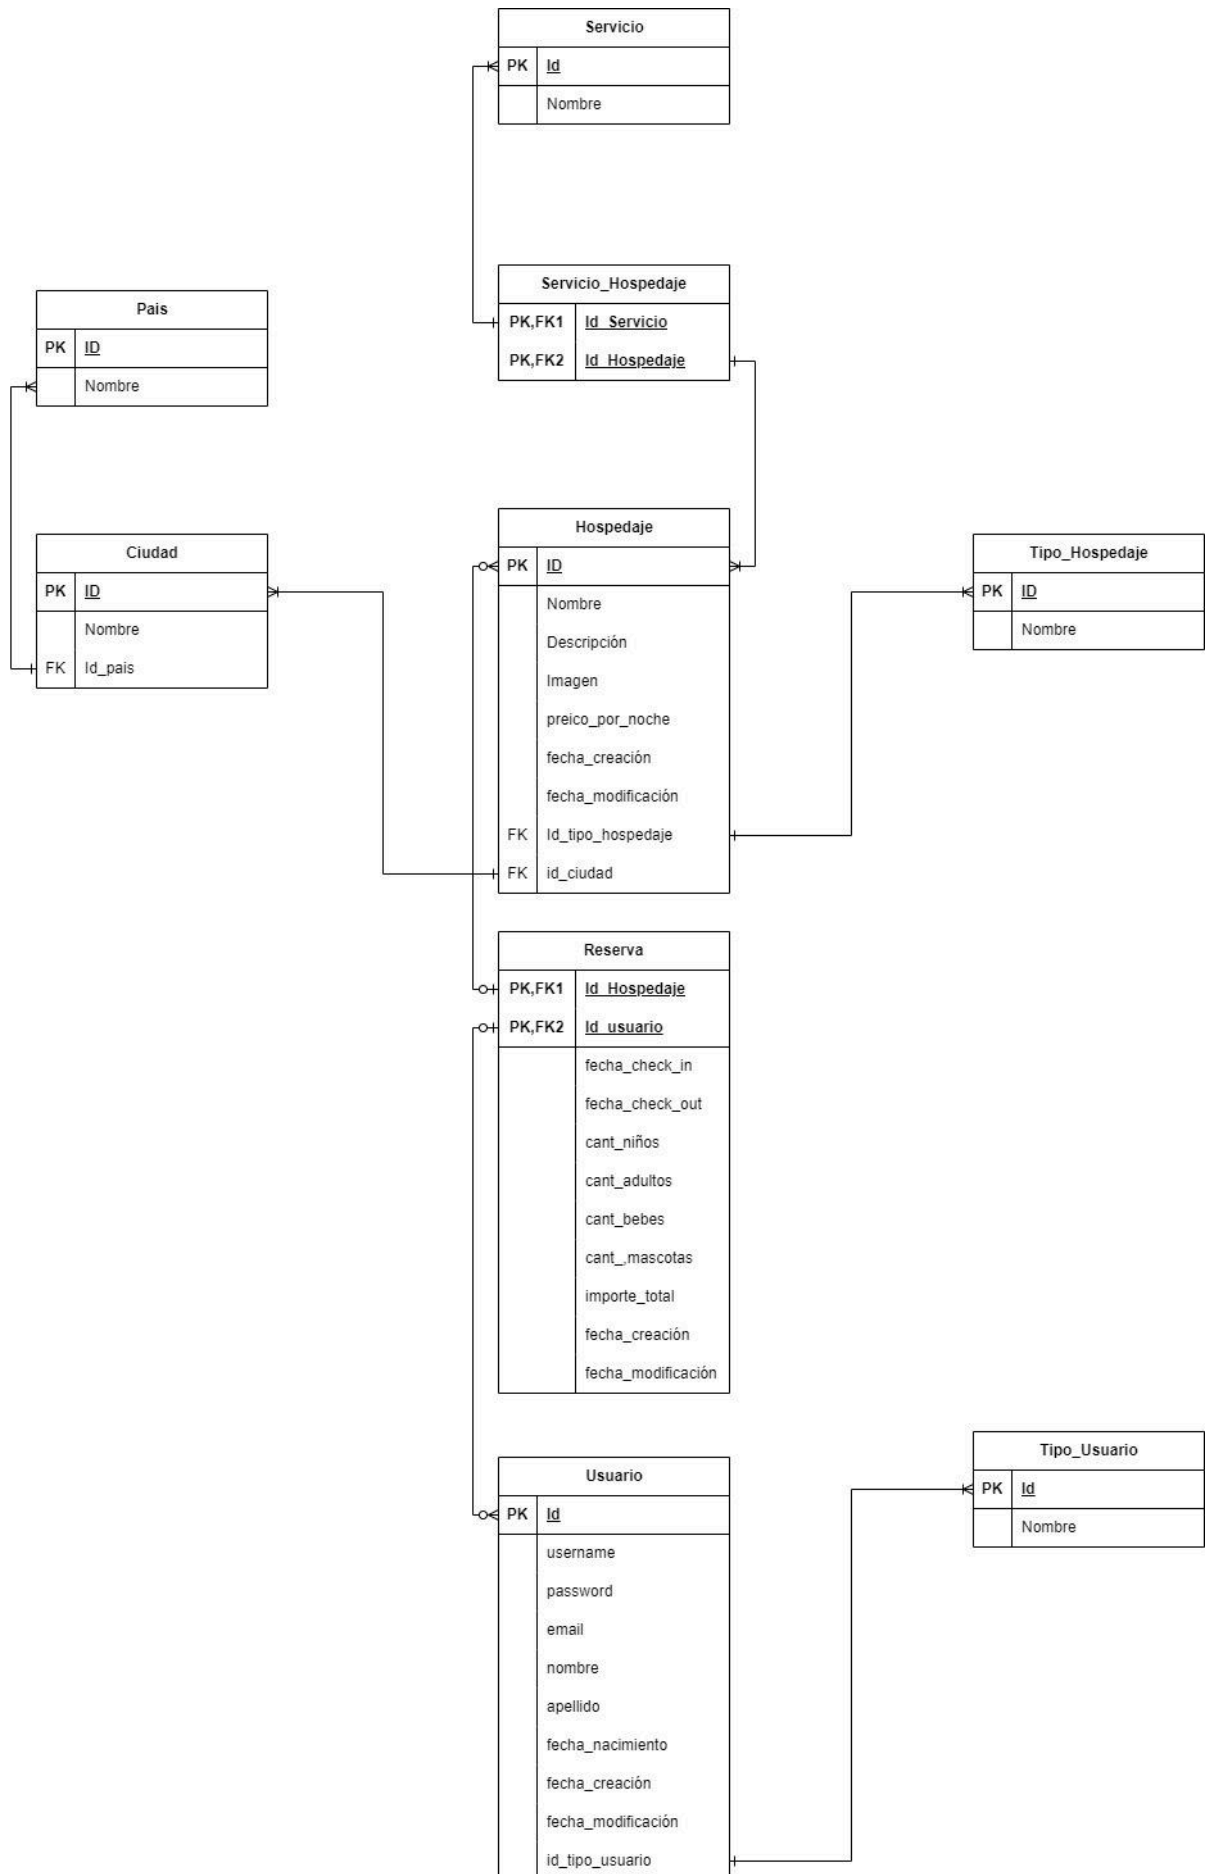 Servicio
PK Id
Nombre
Servicio_Hospedaje
PK,FK1 Id_Servicio
PK,FK2 Id_Hospedaje
Pais
PK ID
Nombre
Ciudad
PK ID
Nombre
FK Id_pais
Hospedaje
PK ID
Nombre
Descripción
Imagen
preico_por_noche
fecha_creación
fecha_modificación
FK Id_tipo_hospedaje
FK id_ciudad
Tipo_Hospedaje
PK ID
Nombre
Reserva
PK,FK1 Id_Hospedaje
PK,FK2 Id_usuario
fecha_check_in
fecha_check_out
cant_niños
cant_adultos
cant_bebes
cant_,mascotas
importe_total
fecha_creación
fecha_modificación
Usuario
PK Id
username
password
email
nombre
apellido
fecha_nacimiento
fecha_creación
fecha_modificación
id_tipo_usuario
Tipo_Usuario
PK Id
Nombre